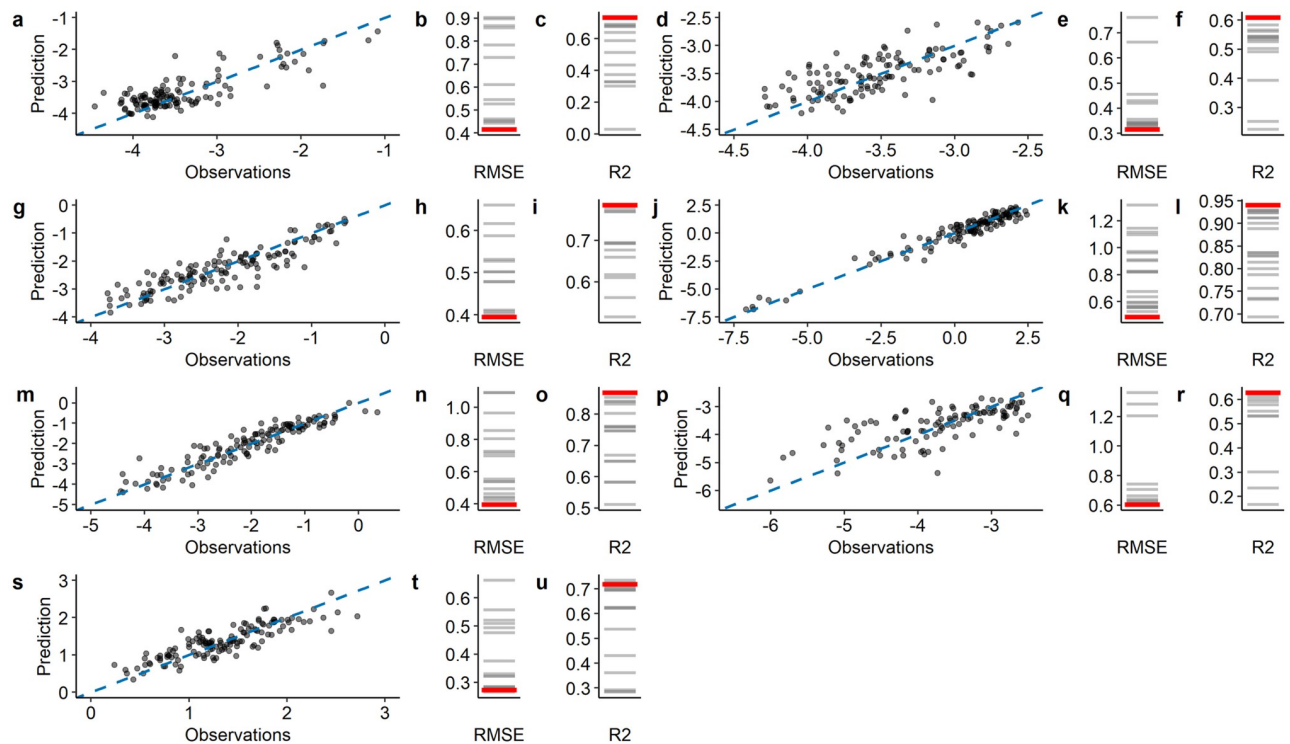 a
-1
-2
-3
-4
Prediction
-4 -3 -2 -1
Observations
b
0.9
0.8
0.7
0.6
0.5
0.4
RMSE
c
0.6
0.4
0.2
0.0
R2
d
-2.5
-3.0
-3.5
-4.0
-4.5
Prediction
-4.5 -4.0 -3.5 -3.0 -2.5
Observations
e
0.7
0.6
0.5
0.4
0.3
RMSE
f
0.6
0.5
0.4
0.3
R2
g
0
-1
-2
-3
-4
Prediction
-4 -3 -2 -1 0
Observations
h
0.6
0.5
0.4
RMSE
i
0.7
0.6
R2
j
2.5
0.0
-2.5
-5.0
-7.5
Prediction
-7.5 -5.0 -2.5 0.0 2.5
Observations
k
1.2
1.0
0.8
0.6
RMSE
l
0.95
0.90
0.85
0.80
0.75
0.70
R2
m
0
-1
-2
-3
-4
-5
Prediction
-5 -4 -3 -2 -1 0
Observations
n
1.0
0.8
0.6
0.4
RMSE
o
0.8
0.7
0.6
0.5
R2
p
-3
-4
-5
-6
Prediction
-6 -5 -4 -3
Observations
q
1.2
1.0
0.8
0.6
RMSE
r
0.6
0.5
0.4
0.3
0.2
R2
s
3
2
1
0
Prediction
0 1 2 3
Observations
t
0.6
0.5
0.4
0.3
RMSE
u
0.7
0.6
0.5
0.4
0.3
R2